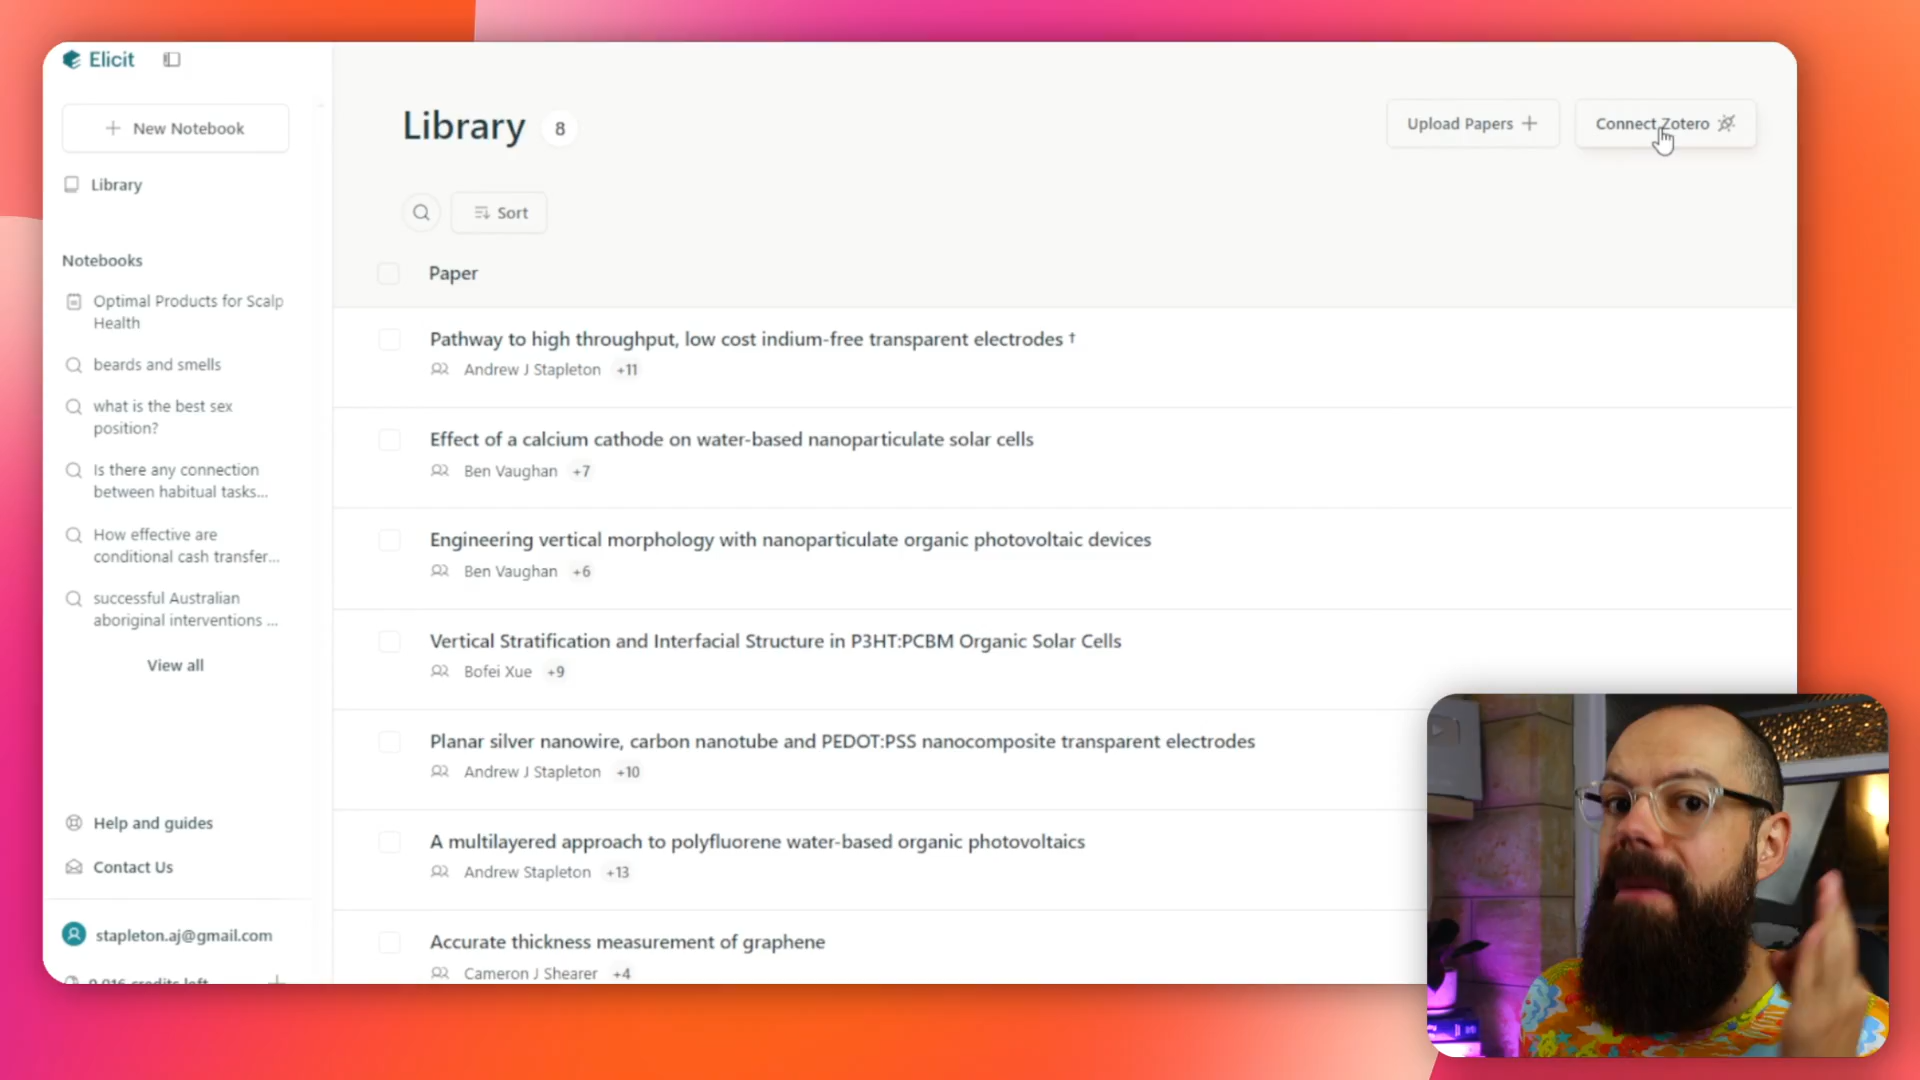 Elicit
New Notebook
Library
Notebooks
Optimal Products for Scalp
Health
beards and smells
what is the best sex
position?
Is there any connection
between habitual tasks...
How effective are
conditional cash transfer...
successful Australian
aboriginal interventions ...
View all
Help and guides
Contact Us
stapleton.aj@gmail.com
Library 8
Upload Papers +
Connect Zotero
Sort
Paper
Pathway to high throughput, low cost indium-free transparent electrodes †
Andrew J Stapleton +11
Effect of a calcium cathode on water-based nanoparticulate solar cells
Ben Vaughan +7
Engineering vertical morphology with nanoparticulate organic photovoltaic devices
Ben Vaughan +6
Vertical Stratification and Interfacial Structure in P3HT:PCBM Organic Solar Cells
Bofei Xue +9
Planar silver nanowire, carbon nanotube and PEDOT:PSS nanocomposite transparent electrodes
Andrew J Stapleton +10
A multilayered approach to polyfluorene water-based organic photovoltaics
Andrew Stapleton +13
Accurate thickness measurement of graphene
Cameron J Shearer +4